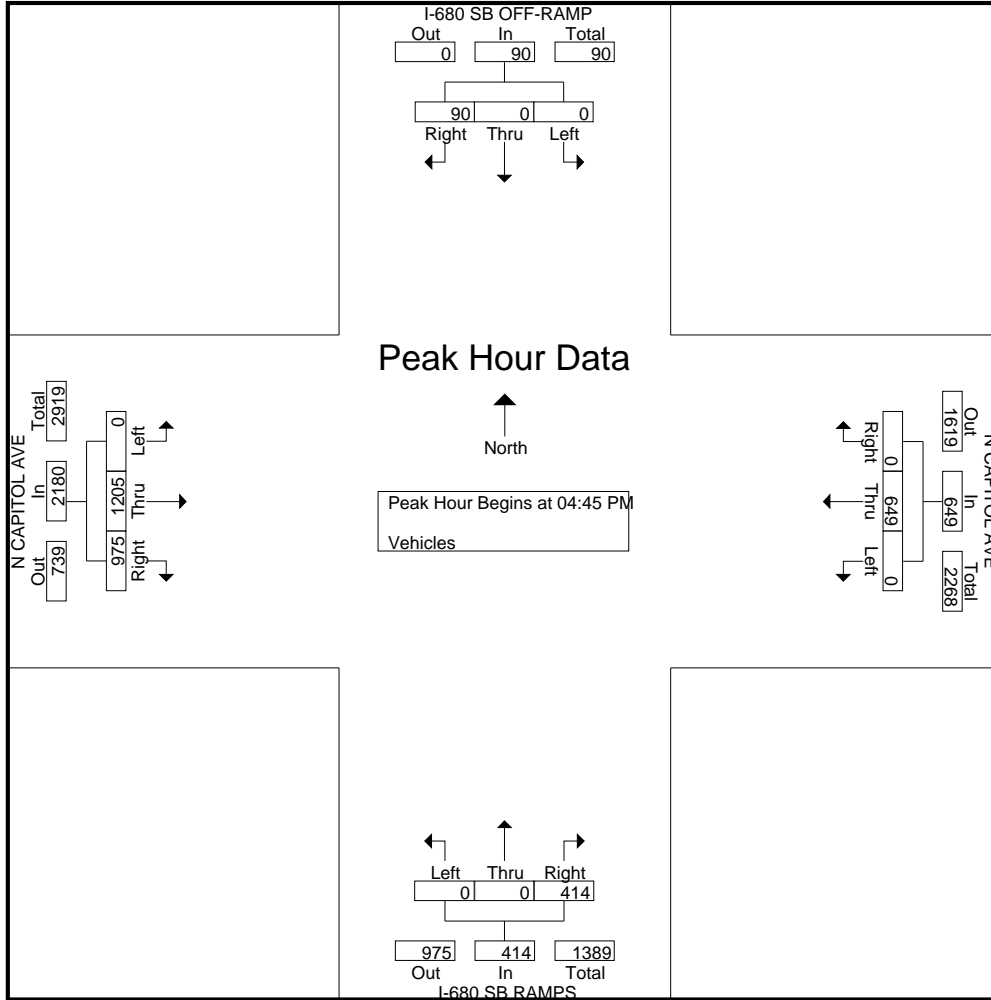 I-680 SB OFF-RAMP
Out In Total
0 90 90
90 0 0
Right Thru Left
Peak Hour Data
North
Peak Hour Begins at 04:45 PM
Vehicles
N CAPITOL AVE
Out In Total
739 2180 2919
975 1205 0
Right Thru Left
N CAPITOL AVE
Out In Total
1619 649 2268
0 649 0
Right Thru Left
Left Thru Right
0 0 414
975 414 1389
Out In Total
I-680 SB RAMPS